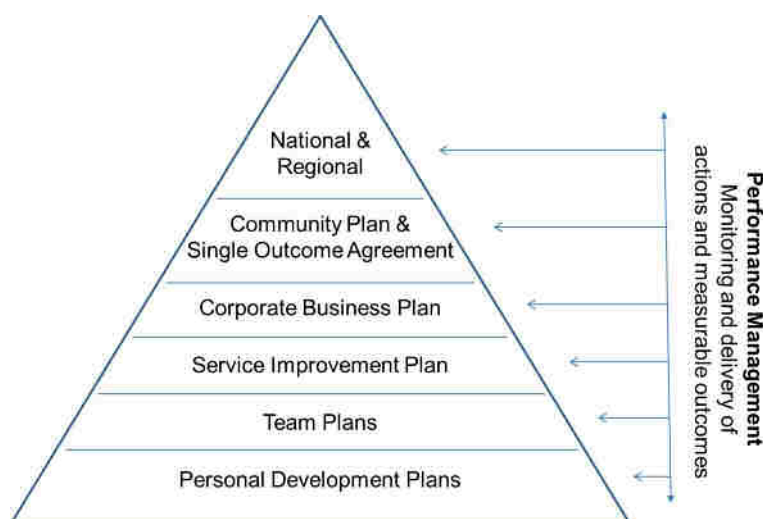 National &
Regional
Community Plan &
Single Outcome Agreement
Corporate Business Plan
Service Improvement Plan
Team Plans
Personal Development Plans
Performance Management
Monitoring and delivery of
actions and measurable outcomes